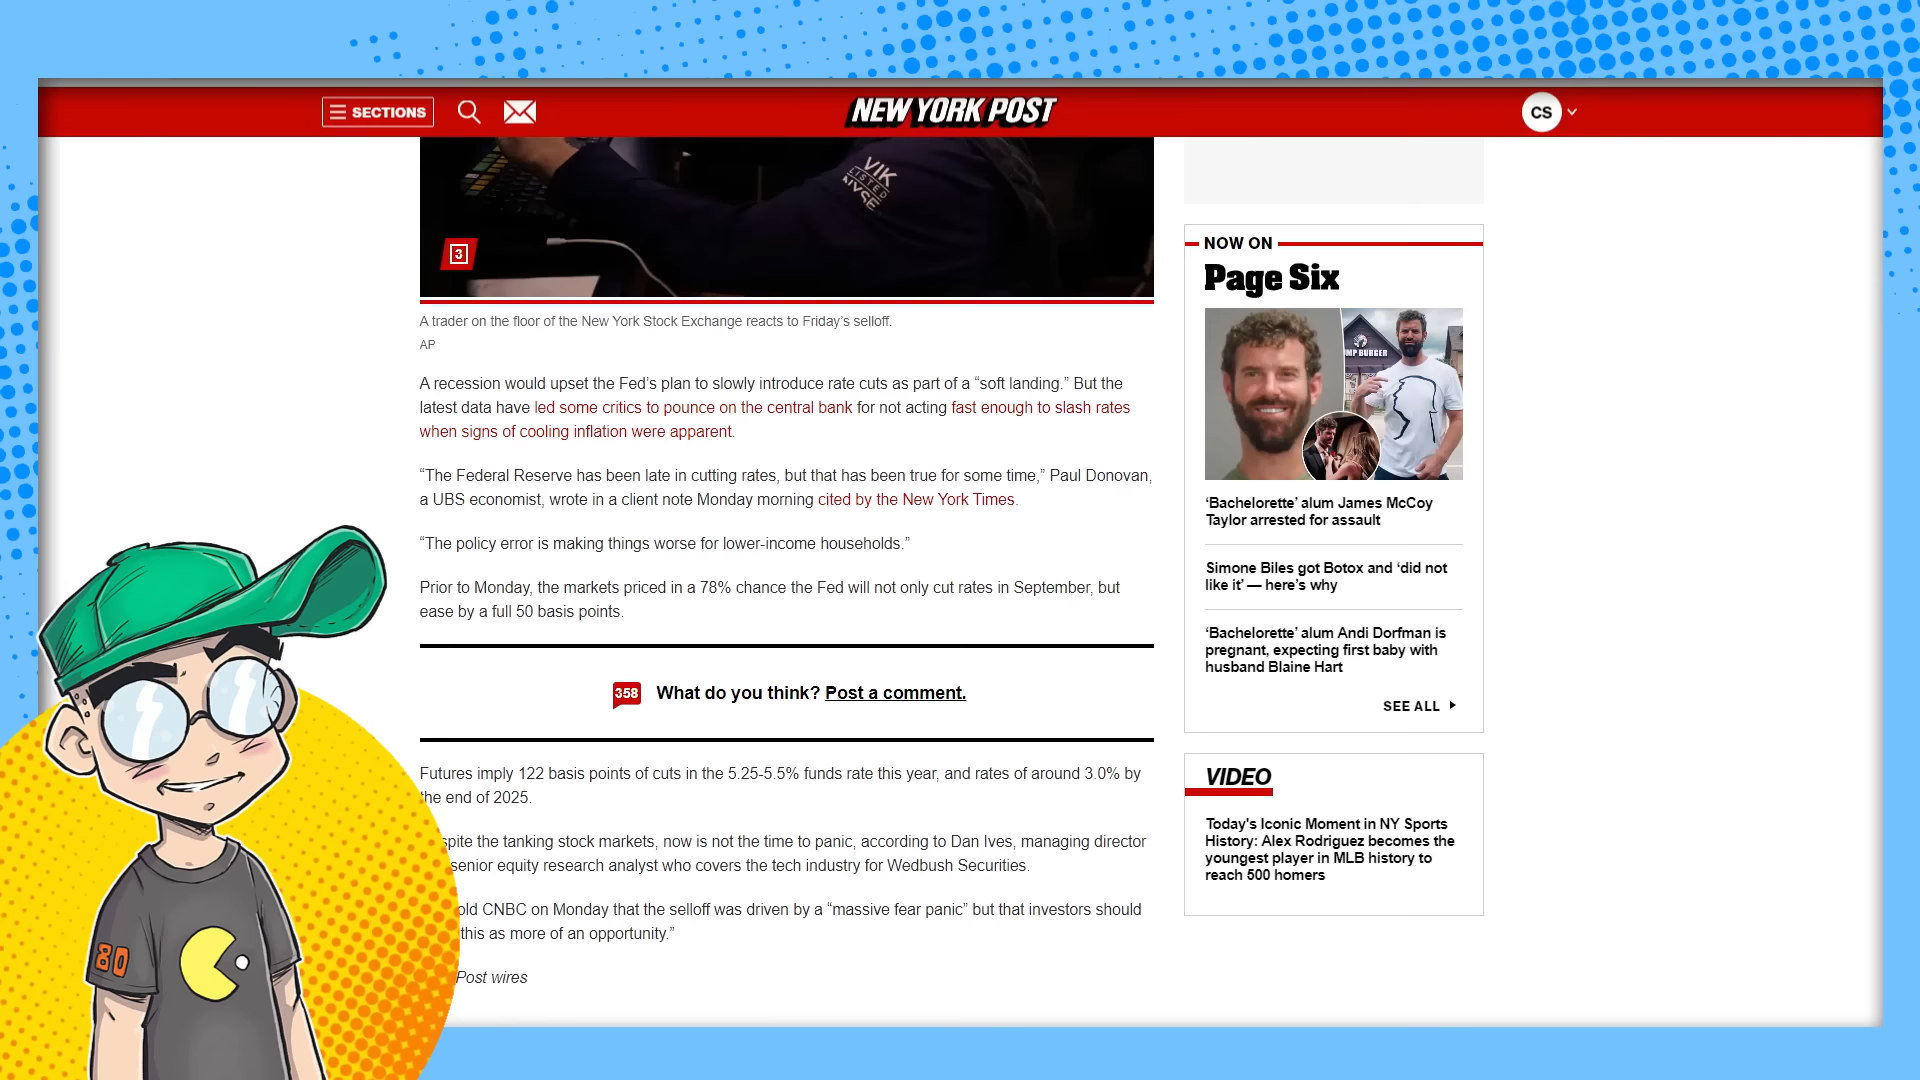 SECTIONS
NEW YORK POST
CS
VIK
LISTED
NYSE
3
A trader on the floor of the New York Stock Exchange reacts to Friday’s selloff.
AP
A recession would upset the Fed’s plan to slowly introduce rate cuts as part of a “soft landing.” But the
latest data have led some critics to pounce on the central bank for not acting fast enough to slash rates
when signs of cooling inflation were apparent.
“The Federal Reserve has been late in cutting rates, but that has been true for some time,” Paul Donovan,
a UBS economist, wrote in a client note Monday morning cited by the New York Times.
“The policy error is making things worse for lower-income households.”
Prior to Monday, the markets priced in a 78% chance the Fed will not only cut rates in September, but
ease by a full 50 basis points.
358
What do you think? Post a comment.
Futures imply 122 basis points of cuts in the 5.25-5.5% funds rate this year, and rates of around 3.0% by
the end of 2025.
spite the tanking stock markets, now is not the time to panic, according to Dan Ives, managing director
senior equity research analyst who covers the tech industry for Wedbush Securities.
old CNBC on Monday that the selloff was driven by a “massive fear panic” but that investors should
this as more of an opportunity.”
Post wires
NOW ON
Page Six
MP BURGER
‘Bachelorette’ alum James McCoy
Taylor arrested for assault
Simone Biles got Botox and ‘did not
like it’ — here’s why
‘Bachelorette’ alum Andi Dorfman is
pregnant, expecting first baby with
husband Blaine Hart
SEE ALL
VIDEO
Today's Iconic Moment in NY Sports
History: Alex Rodriguez becomes the
youngest player in MLB history to
reach 500 homers
80